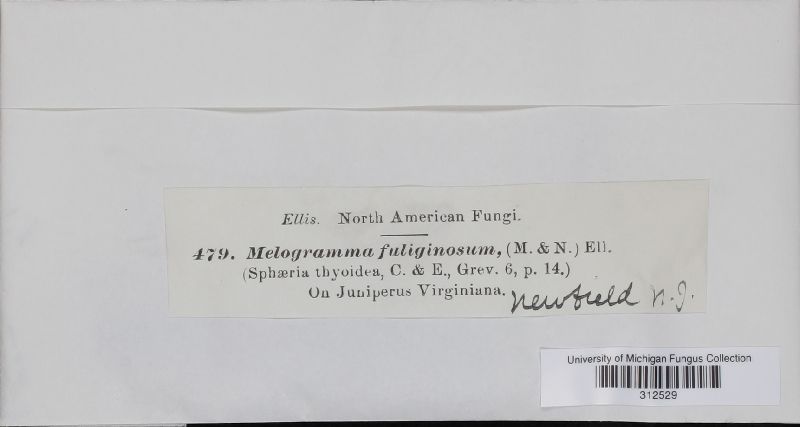 Ellis. North American Fungi.
479. Melogramma fuliginosum, (M. & N.) Ell.
(Sphæria thyoidea, C. & E., Grev. 6, p. 14.)
On Juniperus Virginiana. Newfield N.J.
University of Michigan Fungus Collection
312529